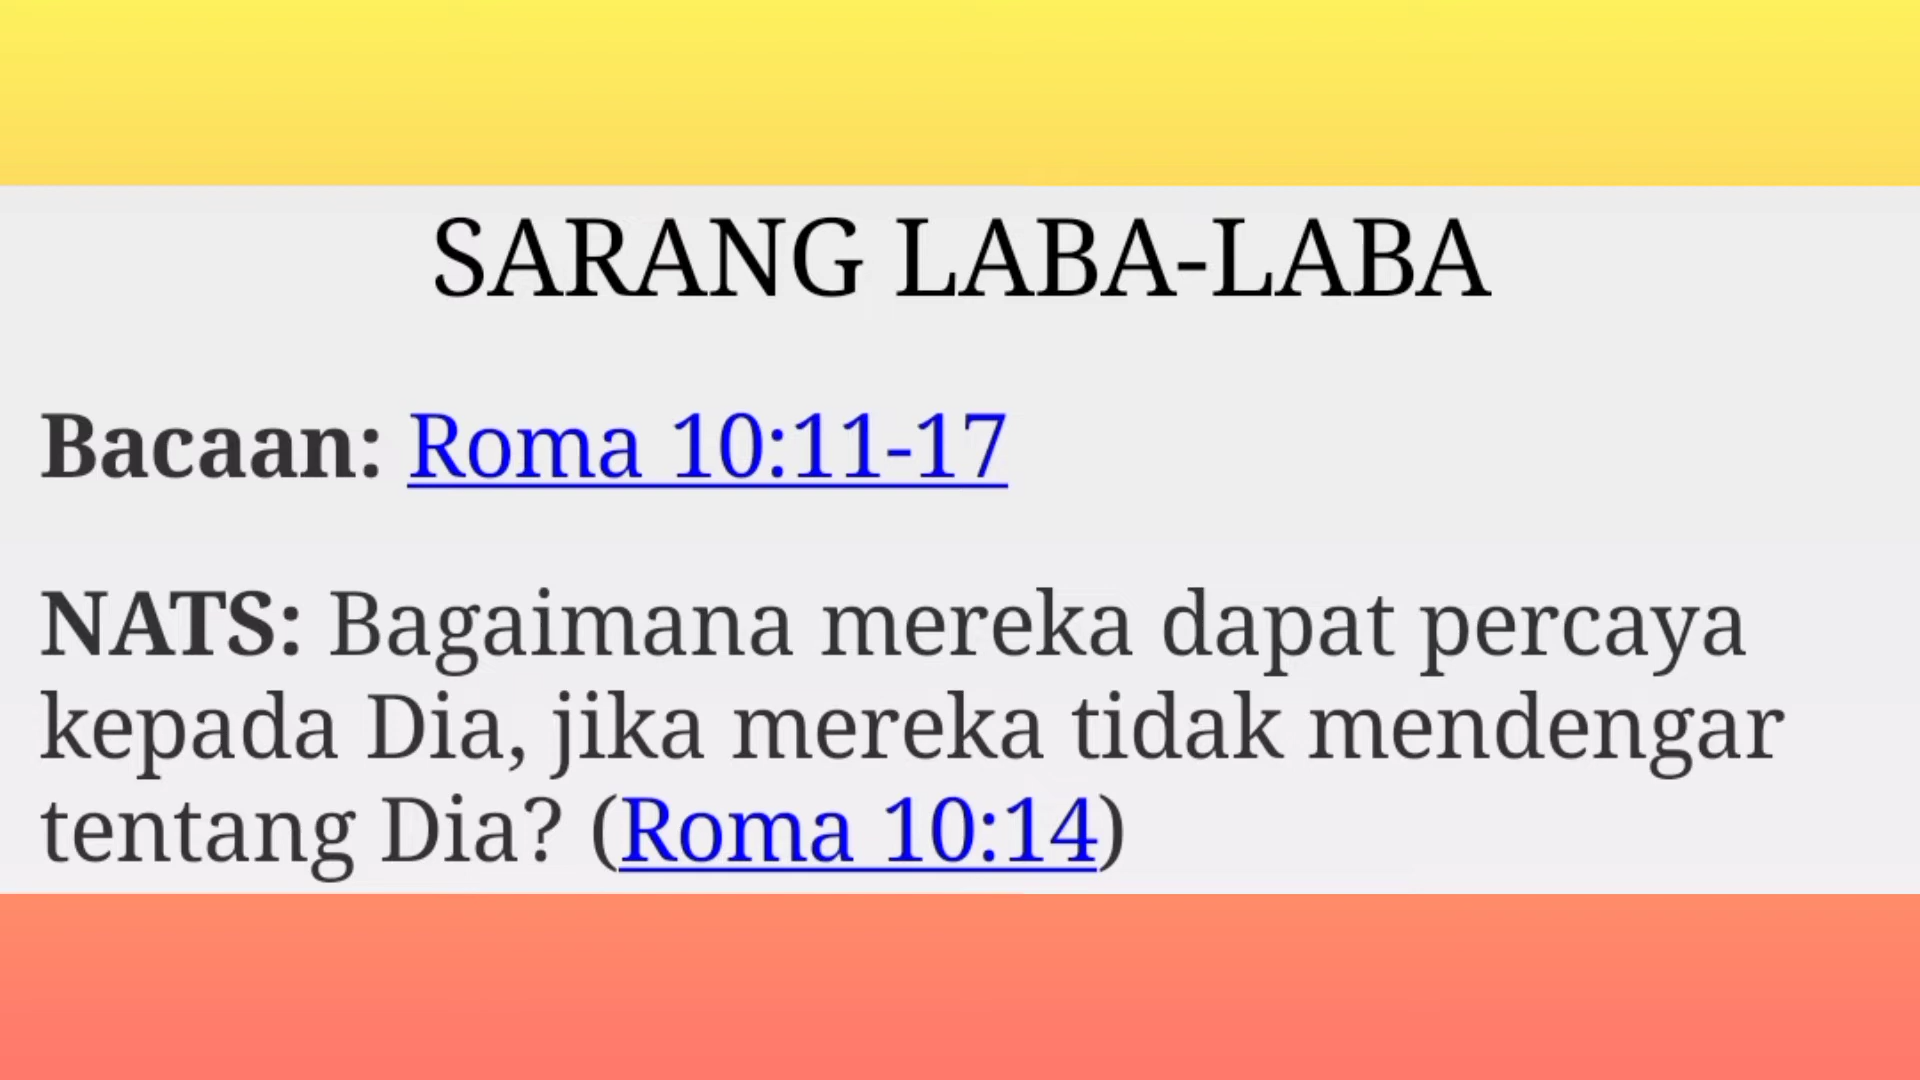 SARANG LABA-LABA
Bacaan: Roma 10:11-17
NATS: Bagaimana mereka dapat percaya
kepada Dia, jika mereka tidak mendengar
tentang Dia? (Roma 10:14)